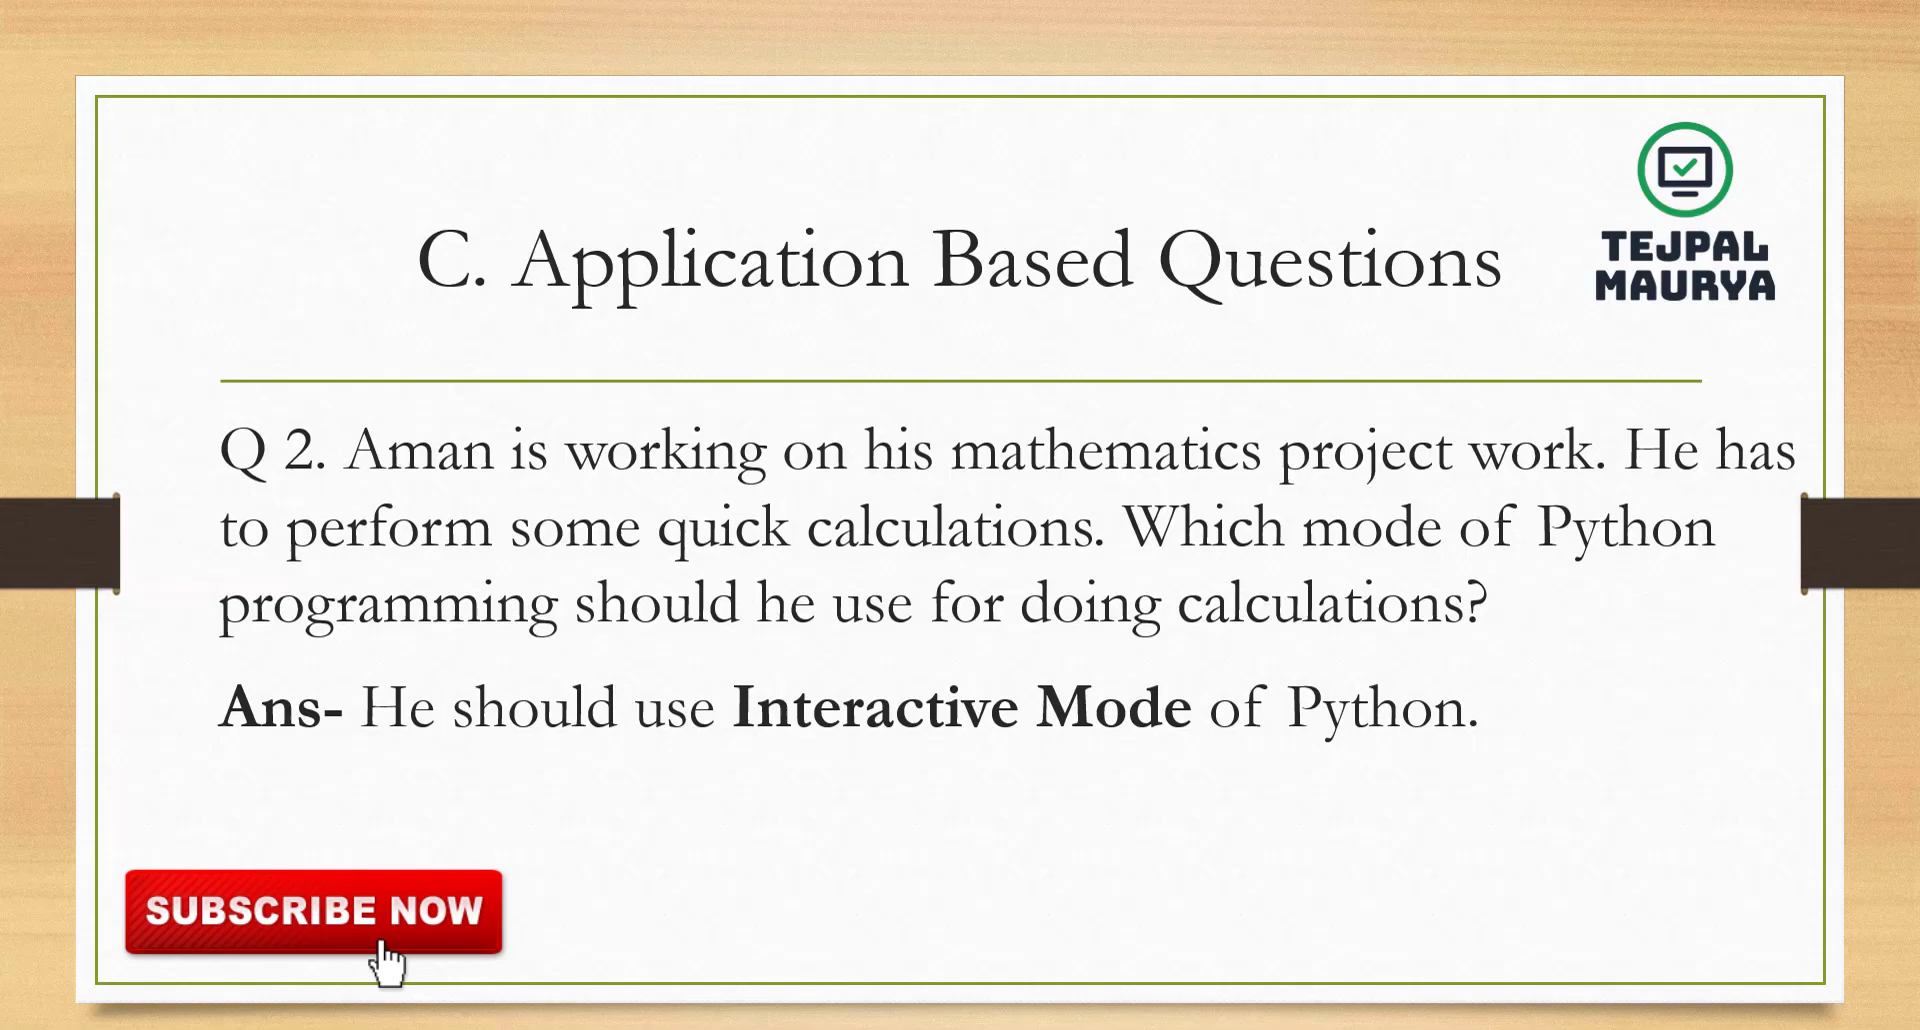 TEJPAL
MAURYA
C. Application Based Questions
Q 2. Aman is working on his mathematics project work. He has
to perform some quick calculations. Which mode of Python
programming should he use for doing calculations?
Ans- He should use Interactive Mode of Python.
SUBSCRIBE NOW